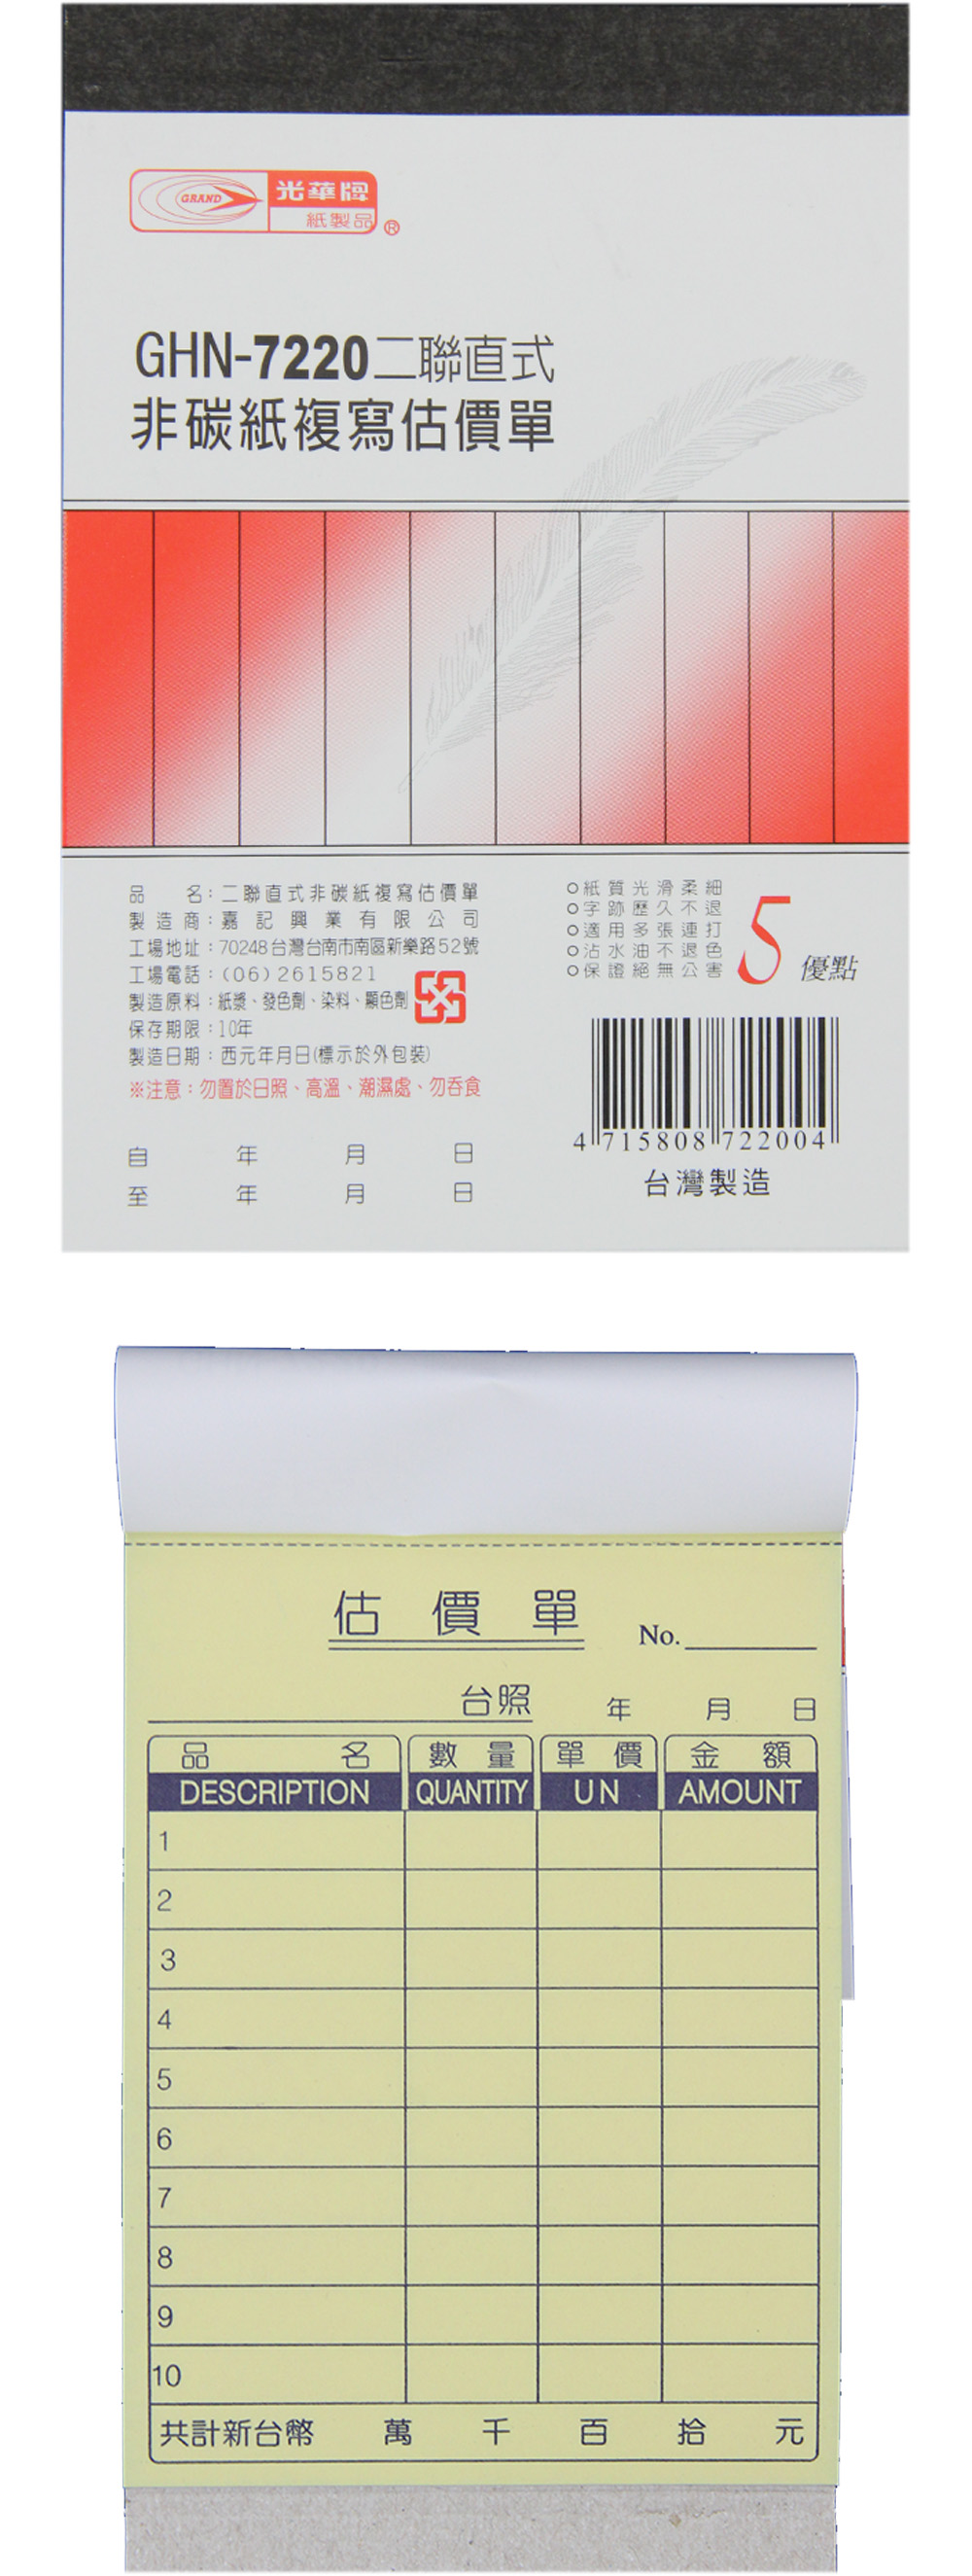 GRAND 光華牌
紙製品®
GHN-7220二聯直式
非碳紙複寫估價單
品名：二聯直式非碳紙複寫估價單
製造商：嘉記興業有限公司
工場地址：70248台灣台南市南區新樂路52號
工場電話：(06)2615821
製造原料：紙漿、發色劑、染料、顯色劑
保存期限：10年
製造日期：西元年月日(標示於外包裝)
※注意：勿置於日照、高溫、潮濕處、勿吞食
自 年 月 日
至 年 月 日
○紙質光滑柔細
○字跡歷久不退
○適用多張連打
○沾水油不退色
○保證絕無公害
5優點
4 715808 722004
台灣製造
估價單
No.
台照 年 月 日
品名 數量 單價 金額
DESCRIPTION QUANTITY UN AMOUNT
1
2
3
4
5
6
7
8
9
10
共計新台幣 萬 千 百 拾 元